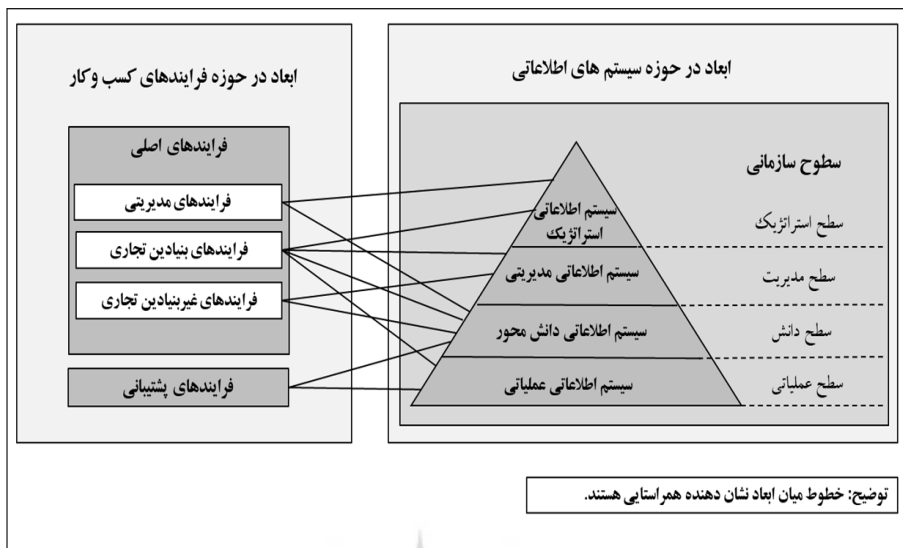 ابعاد در حوزه سیستم های اطلاعاتی
سطوح سازمانی
سطح استراتژیک
سطح مدیریت
سطح دانش
سطح عملیاتی
سیستم اطلاعاتی
استراتژیک
سیستم اطلاعاتی مدیریتی
سیستم اطلاعاتی دانش محور
سیستم اطلاعاتی عملیاتی
ابعاد در حوزه فرایندهای کسب وکار
فرایندهای اصلی
فرایندهای مدیریتی
فرایندهای بنیادین تجاری
فرایندهای غیربنیادین تجاری
فرایندهای پشتیبانی
توضیح: خطوط میان ابعاد نشان دهنده همراستایی هستند.